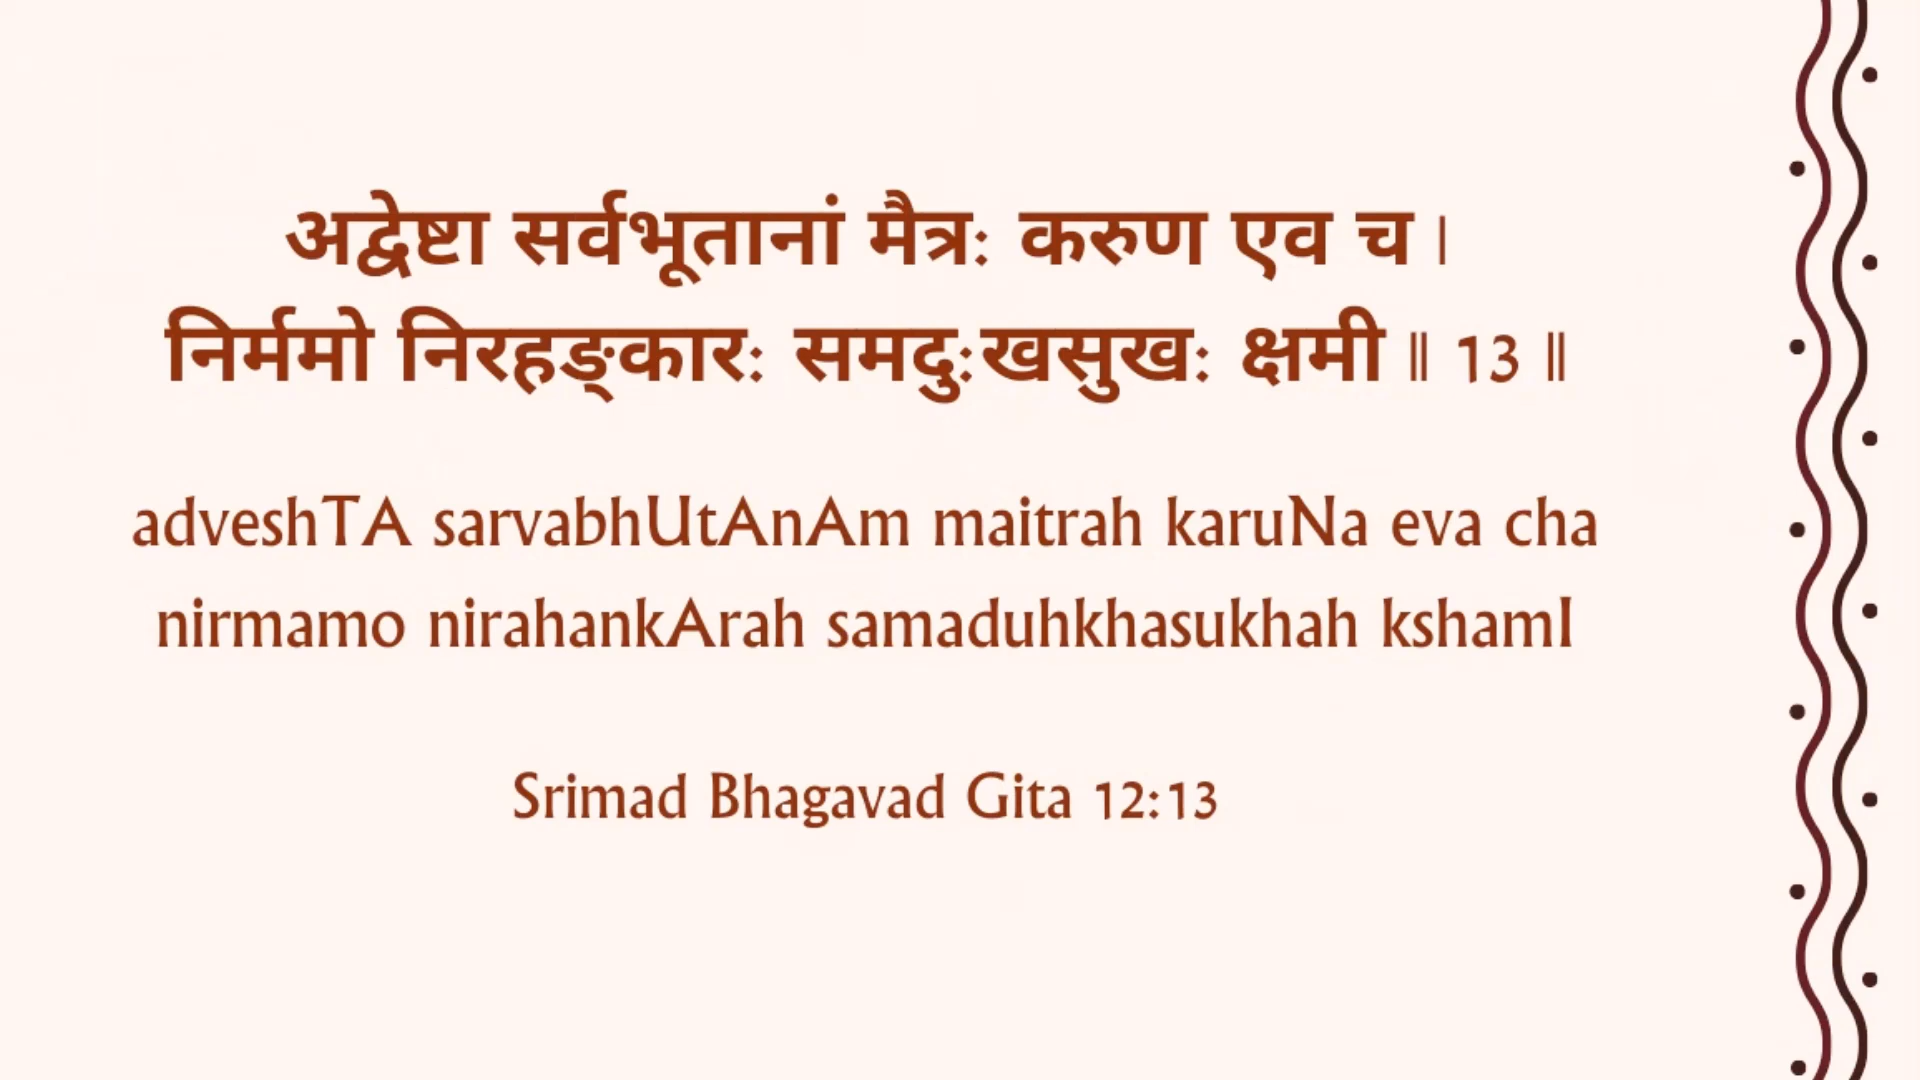 अद्वेष्टा सर्वभूतानां मैत्रः करुण एव च ।
निर्ममो निरहङ्कारः समदुःखसुखः क्षमी ॥ 13 ॥
adveshTA sarvabhUtAnAm maitrah karuNa eva cha
nirmamo nirahankArah samaduhkhasukhah kshamI
Srimad Bhagavad Gita 12:13